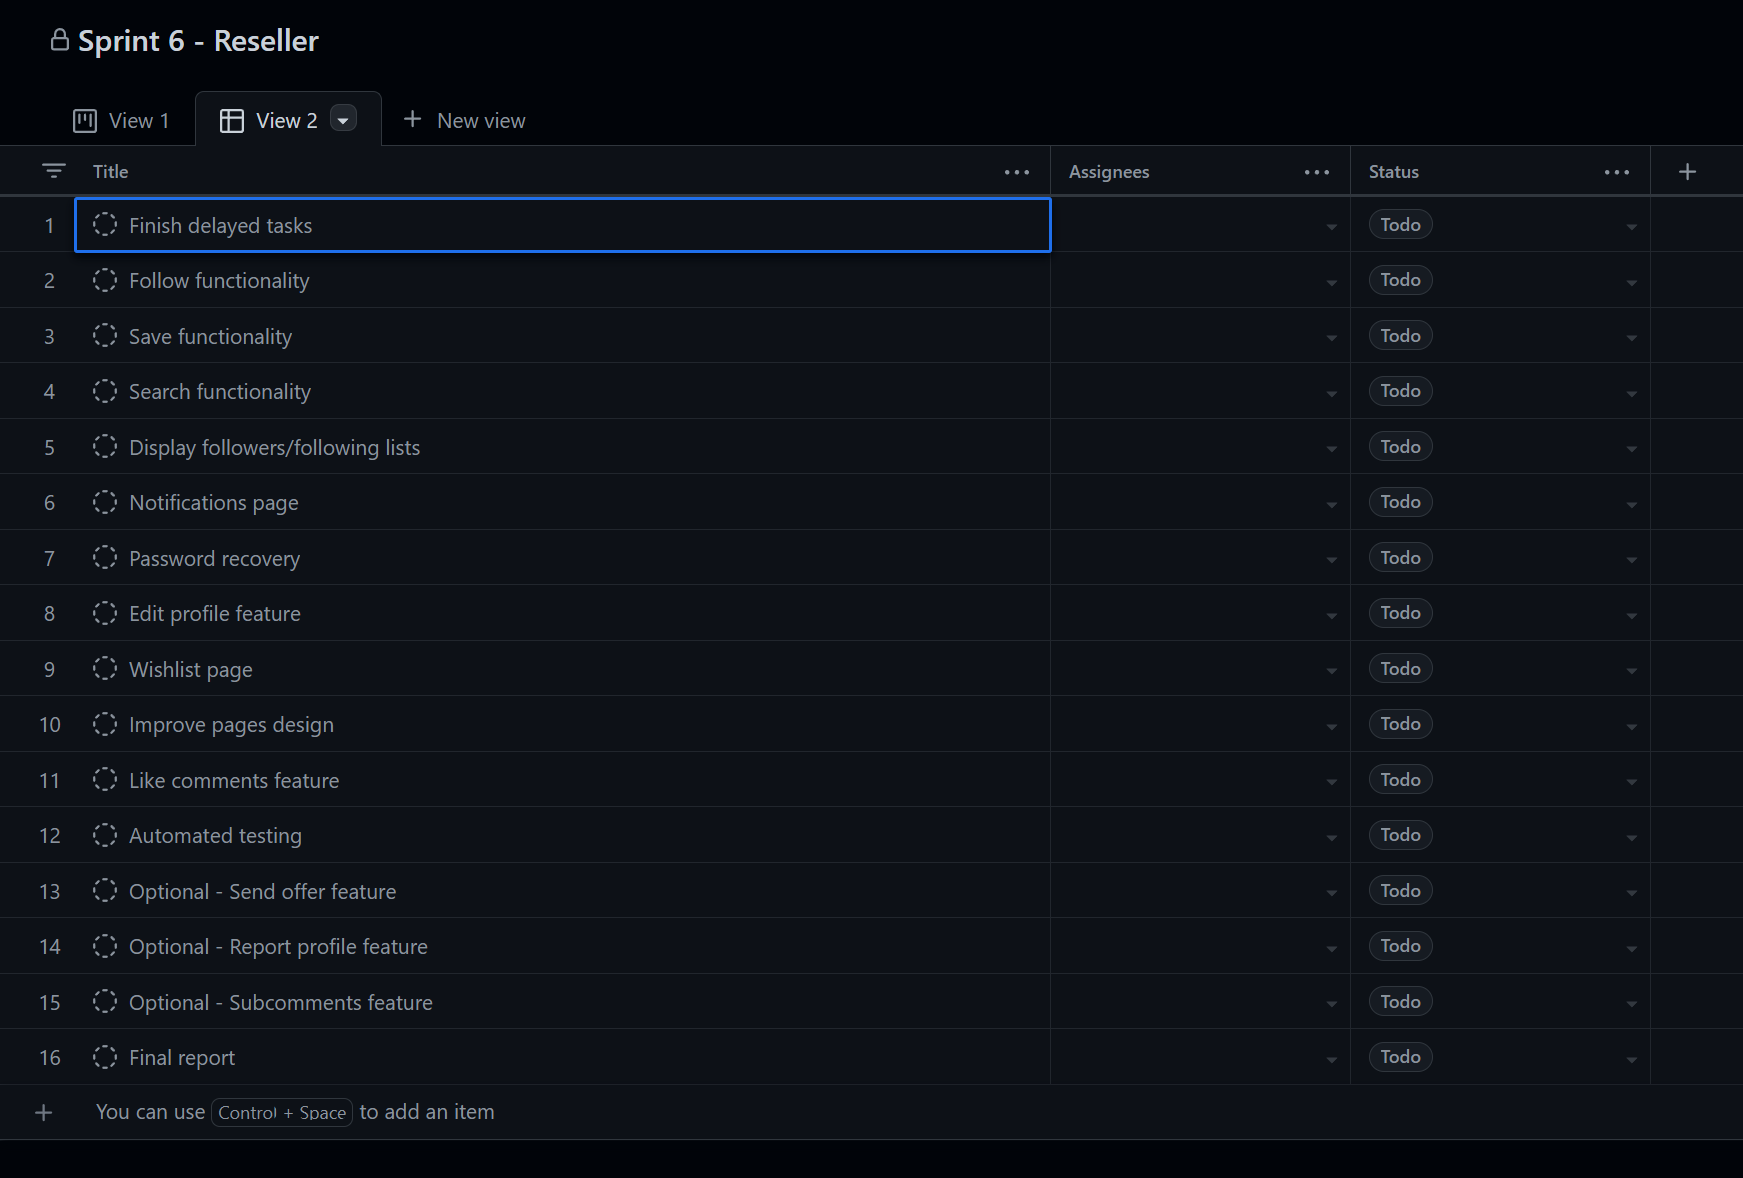 Sprint 6 - Reseller
View 1 View 2 New view
Title Assignees Status
1 Finish delayed tasks Todo
2 Follow functionality Todo
3 Save functionality Todo
4 Search functionality Todo
5 Display followers/following lists Todo
6 Notifications page Todo
7 Password recovery Todo
8 Edit profile feature Todo
9 Wishlist page Todo
10 Improve pages design Todo
11 Like comments feature Todo
12 Automated testing Todo
13 Optional - Send offer feature Todo
14 Optional - Report profile feature Todo
15 Optional - Subcomments feature Todo
16 Final report Todo
You can use Control + Space to add an item